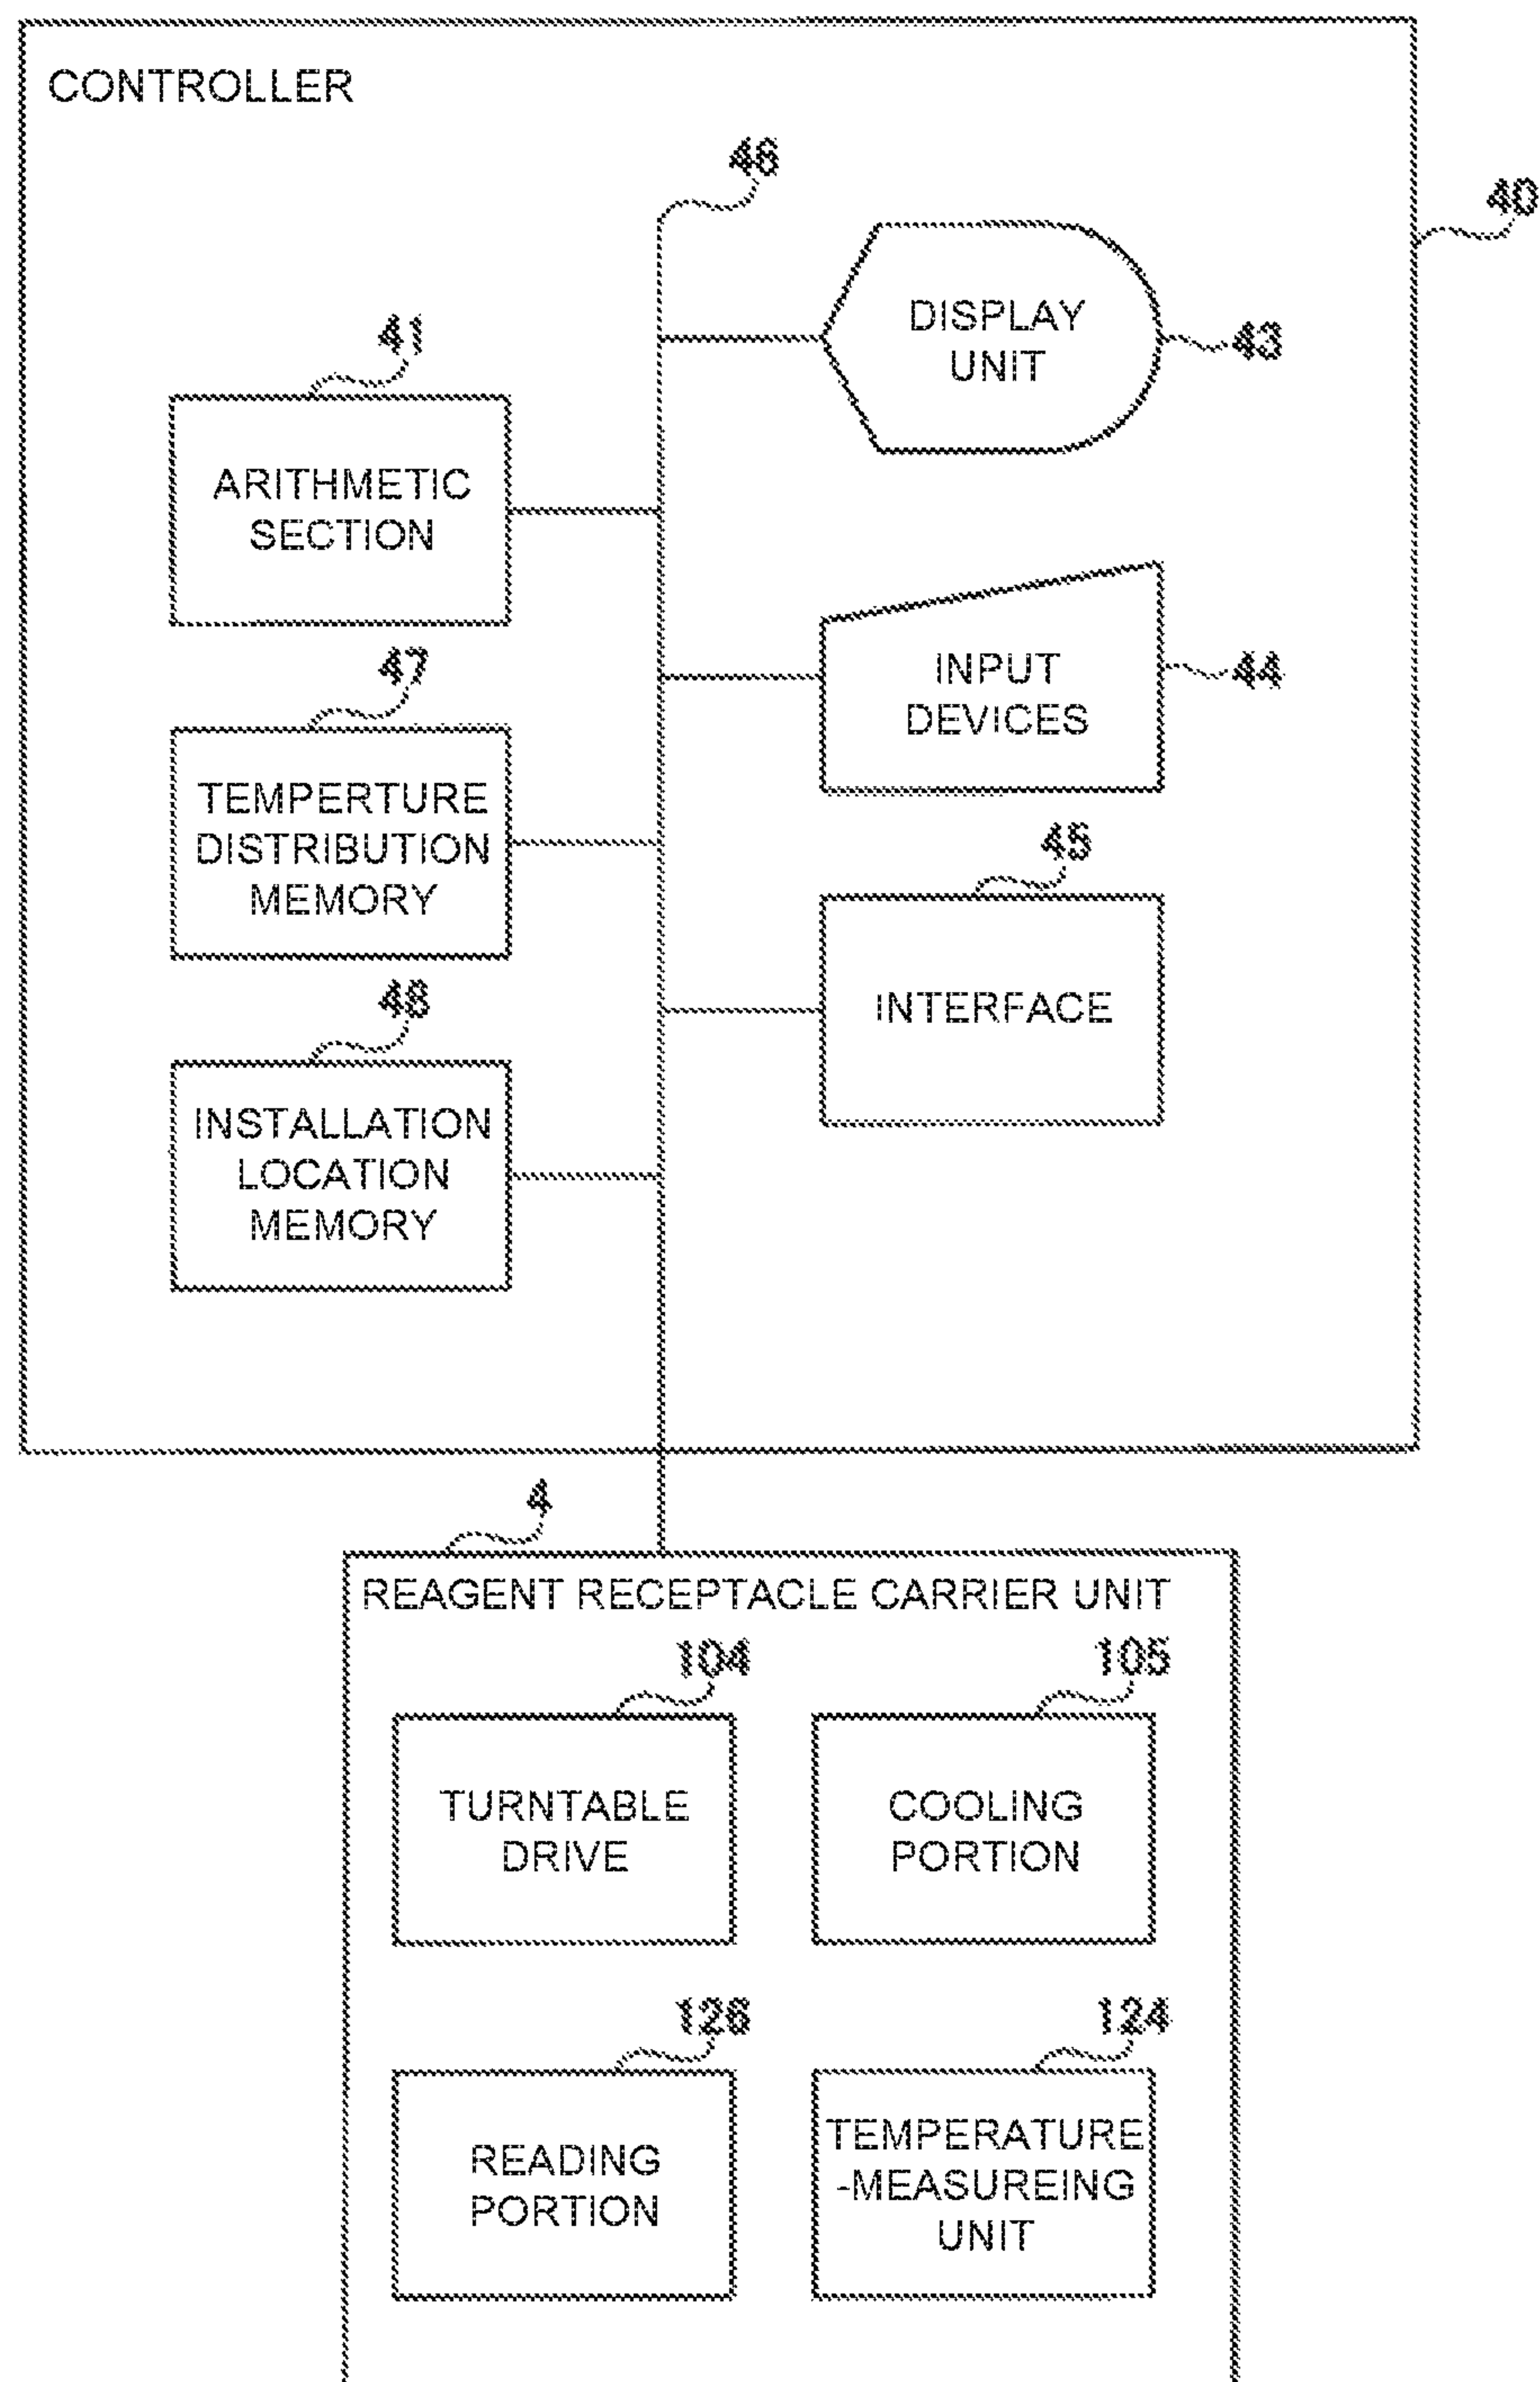 CONTROLLER
46
40
DISPLAY
UNIT
43
41
ARITHMETIC
SECTION
INPUT
DEVICES
44
47
TEMPERTURE
DISTRIBUTION
MEMORY
45
INTERFACE
48
INSTALLATION
LOCATION
MEMORY
4
REAGENT RECEPTACLE CARRIER UNIT
104
TURNTABLE
DRIVE
105
COOLING
PORTION
126
READING
PORTION
124
TEMPERATURE
-MEASUREING
UNIT